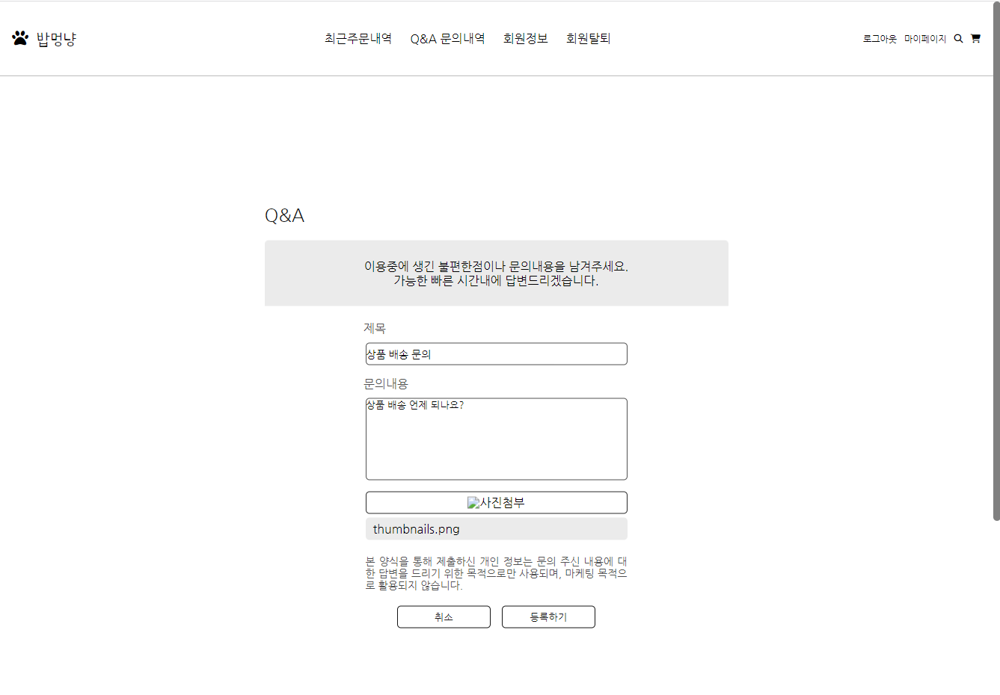 밥멍냥
최근주문내역 Q&A 문의내역 회원정보 회원탈퇴
로그아웃 마이페이지
Q&A
이용중에 생긴 불편한점이나 문의내용을 남겨주세요.
가능한 빠른 시간내에 답변드리겠습니다.
제목
상품 배송 문의
문의내용
상품 배송 언제 되나요?
사진첨부
thumbnails.png
본 양식을 통해 제출하신 개인 정보는 문의 주신 내용에 대
한 답변을 드리기 위한 목적으로만 사용되며, 마케팅 목적으
로 활용되지 않습니다.
취소 등록하기